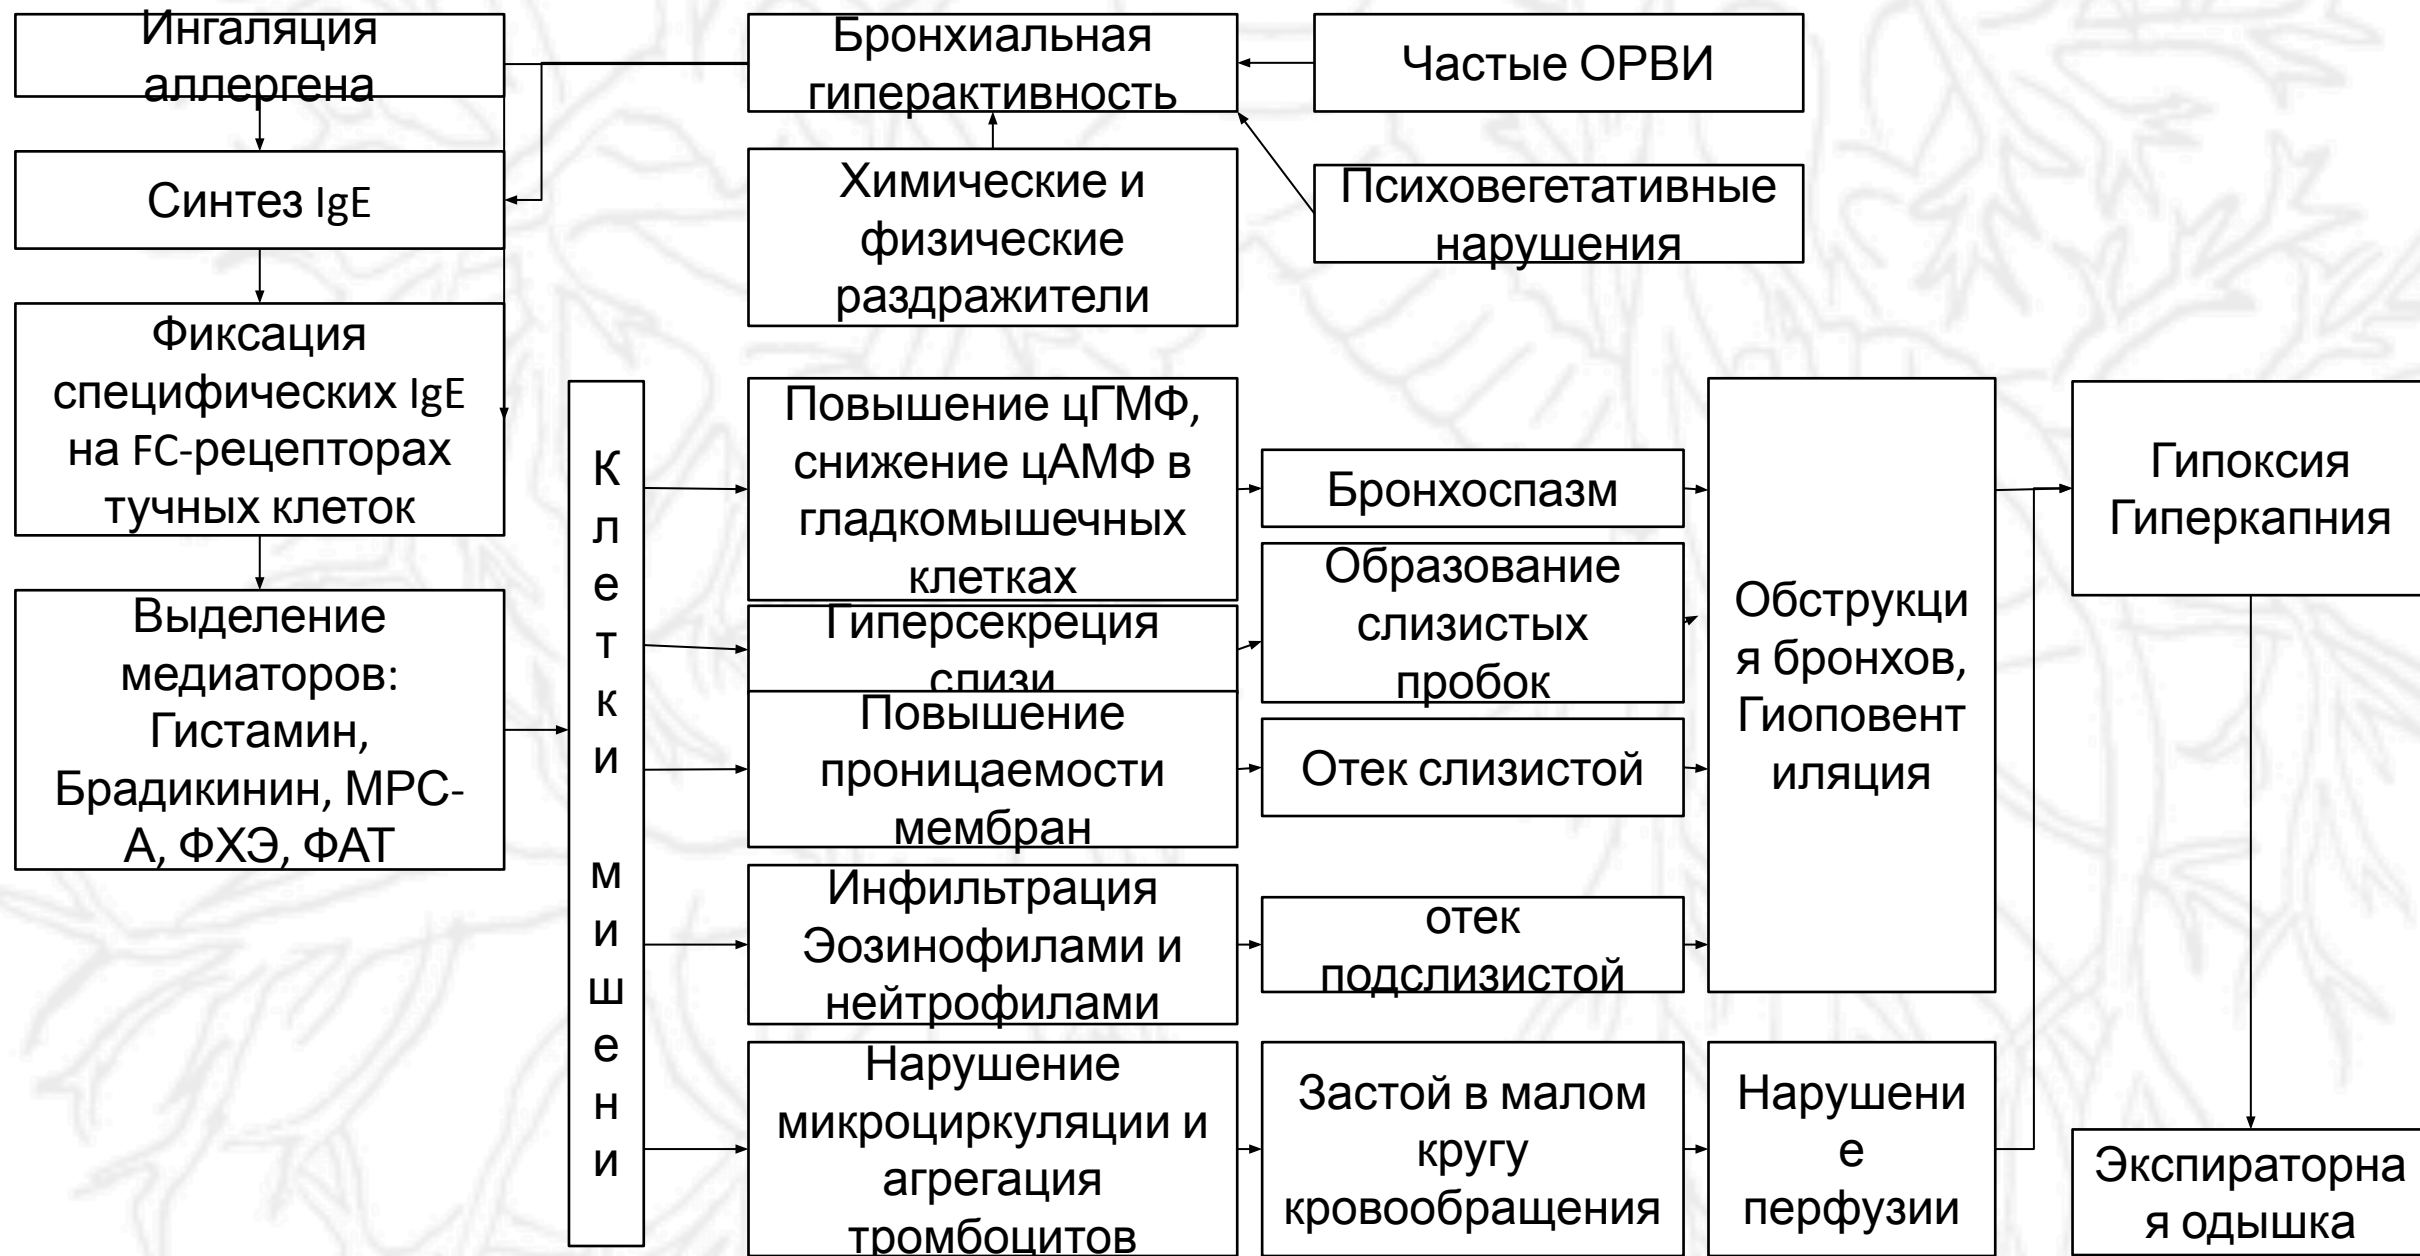 Ингаляция
аллергена
Бронхиальная
гиперактивность
Частые ОРВИ
Синтез IgE
Химические и
физические
раздражители
Психовегетативные
нарушения
Фиксация
специфических IgE
на FC-рецепторах
тучных клеток
Выделение
медиаторов:
Гистамин,
Брадикинин, МРС-
А, ФХЭ, ФАТ
К
л
е
т
к
и
м
и
ш
е
н
и
Повышение цГМФ,
снижение цАМФ в
гладкомышечных
клетках
Бронхоспазм
Гиперсекреция
слизи
Образование
слизистых
пробок
Повышение
проницаемости
мембран
Отек слизистой
Инфильтрация
Эозинофилами и
нейтрофилами
отек
подслизистой
Нарушение
микроциркуляции и
агрегация
тромбоцитов
Застой в малом
кругу
кровообращения
Обструкци
я бронхов,
Гиоповент
иляция
Нарушени
е
перфузии
Гипоксия
Гиперкапния
Экспираторна
я одышка